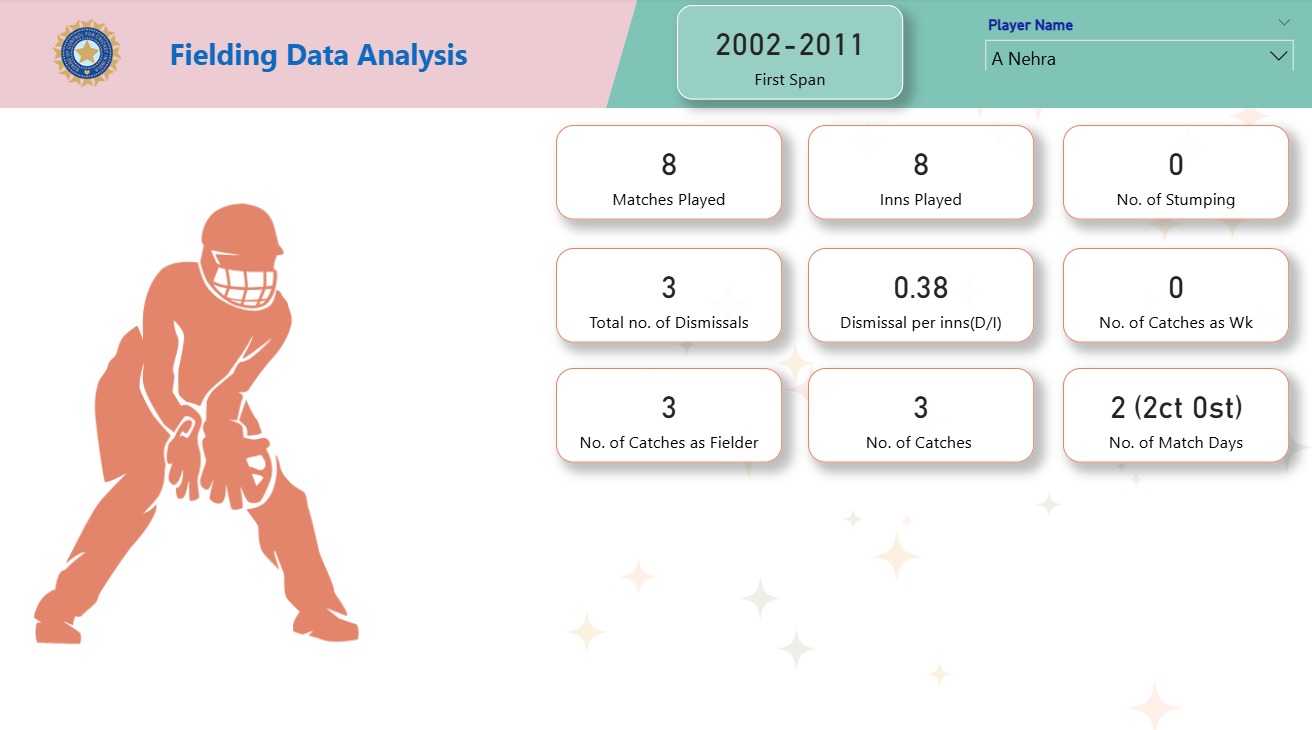 Fielding Data Analysis
2002-2011
First Span
Player Name
A Nehra
8
Matches Played
8
Inns Played
0
No. of Stumping
3
Total no. of Dismissals
0.38
Dismissal per inns(D/I)
0
No. of Catches as Wk
3
No. of Catches as Fielder
3
No. of Catches
2 (2ct 0st)
No. of Match Days